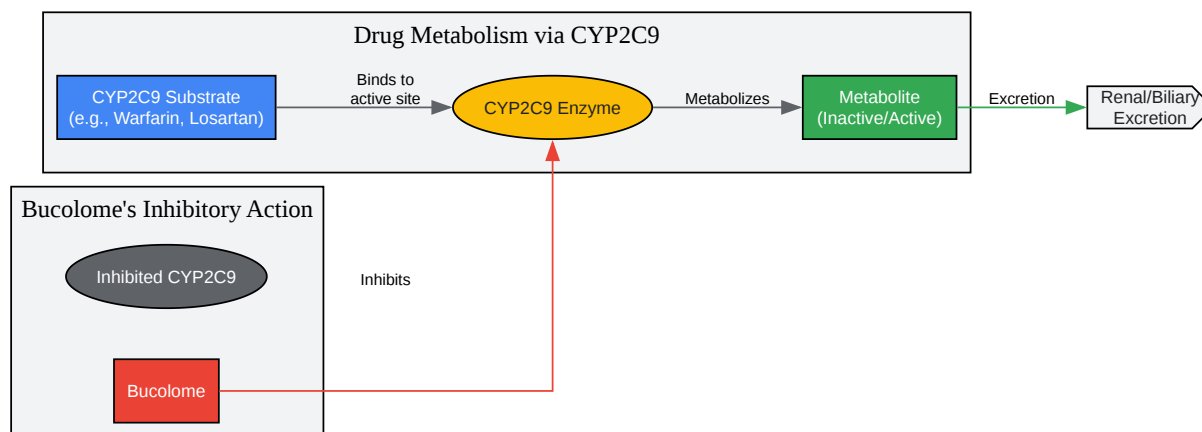 Drug Metabolism via CYP2C9
CYP2C9 Substrate
(e.g., Warfarin, Losartan)
Binds to
active site
CYP2C9 Enzyme
Metabolizes
Metabolite
(Inactive/Active)
Excretion
Renal/Biliary
Excretion
Bucolome's Inhibitory Action
Inhibited CYP2C9
Inhibits
Bucolome